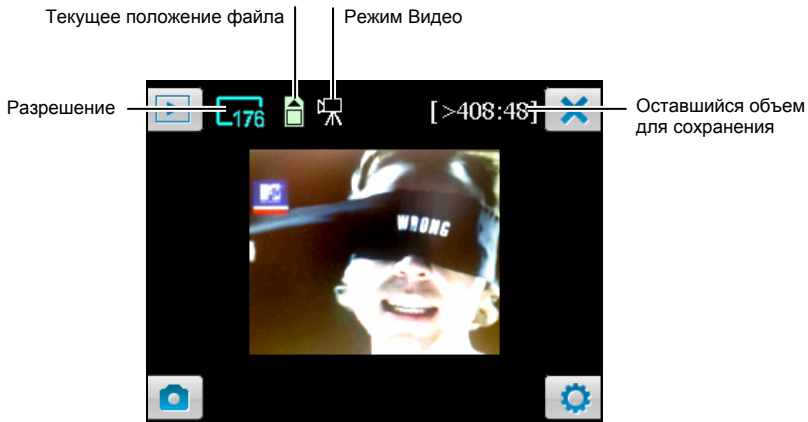 Текущее положение файла
Режим Видео
Разрешение
176
[>408:48]
Оставшийся объем
для сохранения
WRONG